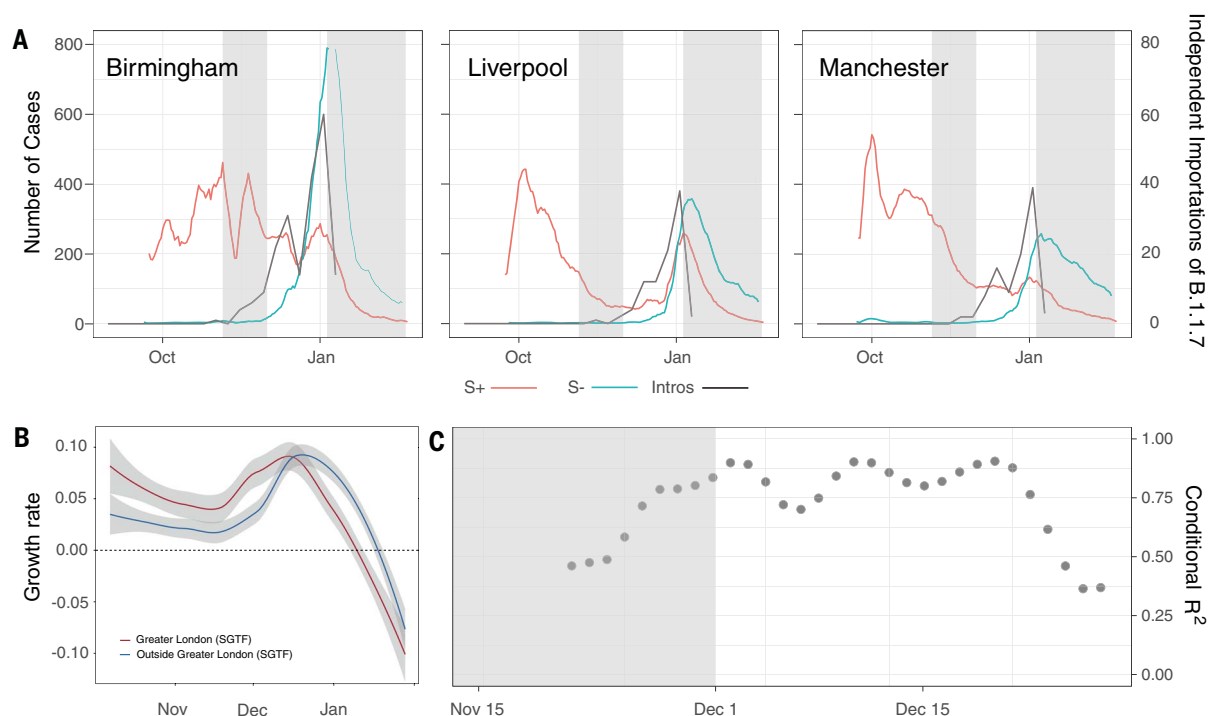 A
Birmingham
Liverpool
Manchester
Number of Cases
800
600
400
200
0
80
60
40
20
0
Independent Importations of B.1.1.7
Oct
Jan
Oct
Jan
Oct
Jan
S+
S-
Intros
B
Growth rate
0.10
0.05
0.00
-0.05
-0.10
Greater London (SGTF)
Outside Greater London (SGTF)
Nov
Dec
Jan
C
1.00
0.75
0.50
0.25
0.00
Conditional R²
Nov 15
Dec 1
Dec 15